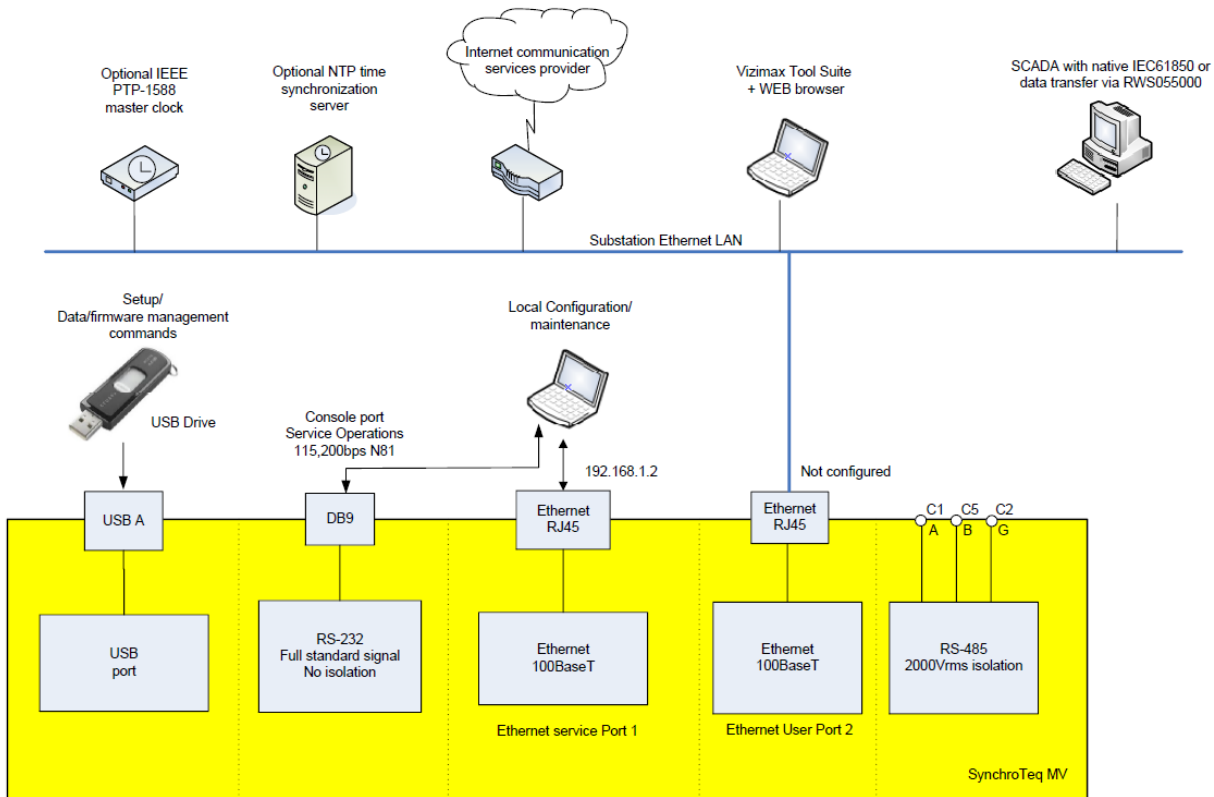 Optional IEEE
PTP-1588
master clock
Optional NTP time
synchronization
server
Internet communication
services provider
Vizimax Tool Suite
+ WEB browser
SCADA with native IEC61850 or
data transfer via RWS055000
Substation Ethernet LAN
Setup/
Data/firmware management
commands
USB Drive
Console port
Service Operations
115,200bps N81
Local Configuration/
maintenance
192.168.1.2
Not configured
USB A
DB9
Ethernet
RJ45
Ethernet
RJ45
C1
C5
C2
A
B
G
USB
port
RS-232
Full standard signal
No isolation
Ethernet
100BaseT
Ethernet
100BaseT
RS-485
2000Vrms isolation
Ethernet service Port 1
Ethernet User Port 2
SynchroTeq MV